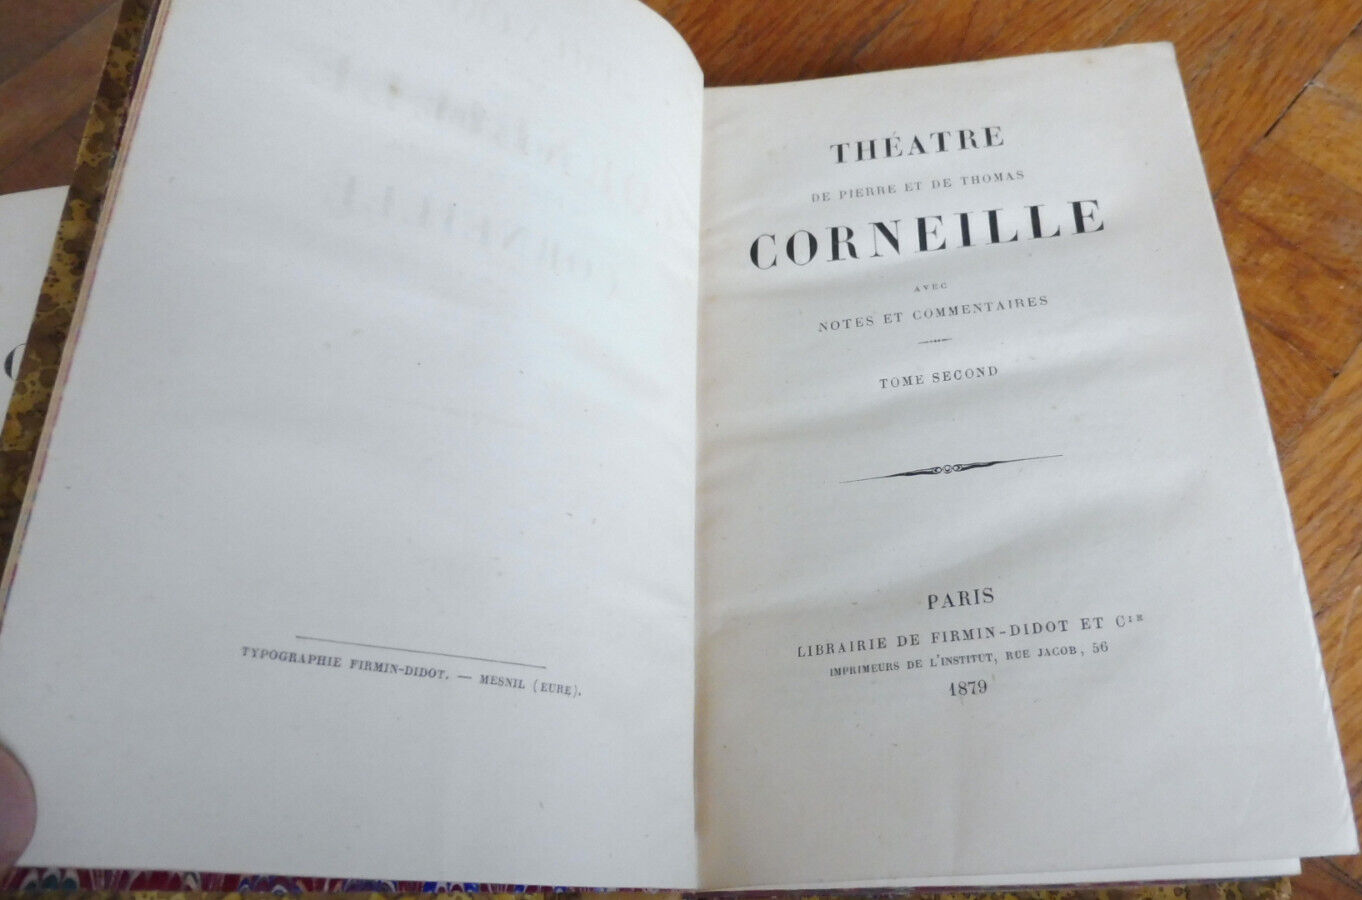 TYPOGRAPHIE FIRMIN-DIDOT. — MESNIL (EURE).
THÉATRE
DE PIERRE ET DE THOMAS
CORNEILLE
AVEC
NOTES ET COMMENTAIRES
TOME SECOND
PARIS
LIBRAIRIE DE FIRMIN-DIDOT ET CIE
IMPRIMEURS DE L'INSTITUT, RUE JACOB, 56
1879